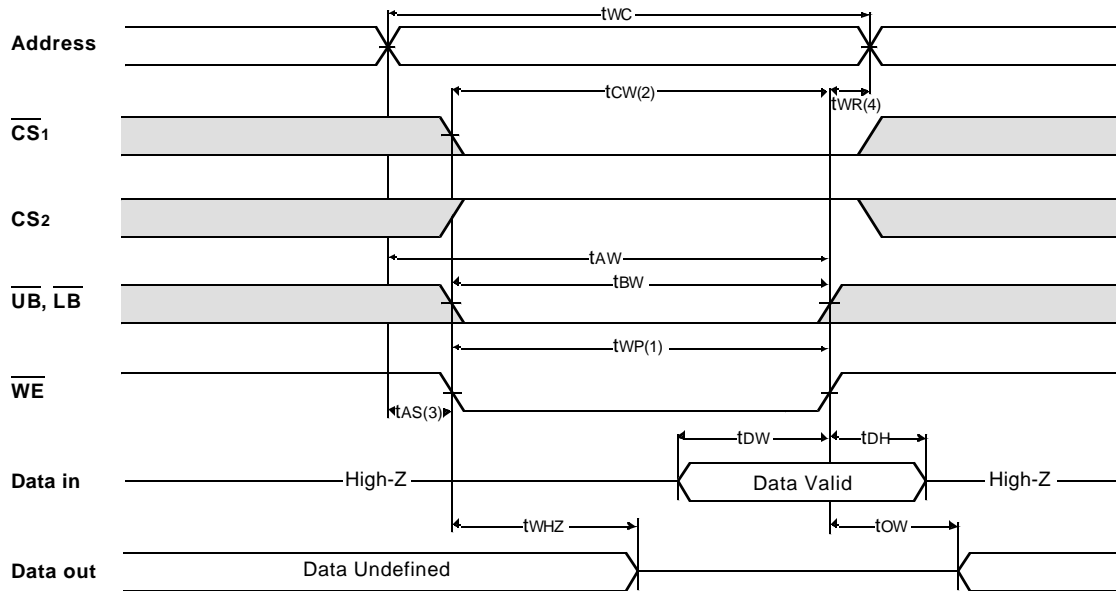 tWC
Address
tCW(2)
tWR(4)
CS1
CS2
tAW
tBW
UB, LB
tWP(1)
WE
tAS(3)
tDW
tDH
Data in
High-Z
Data Valid
High-Z
tWHZ
tOW
Data out
Data Undefined